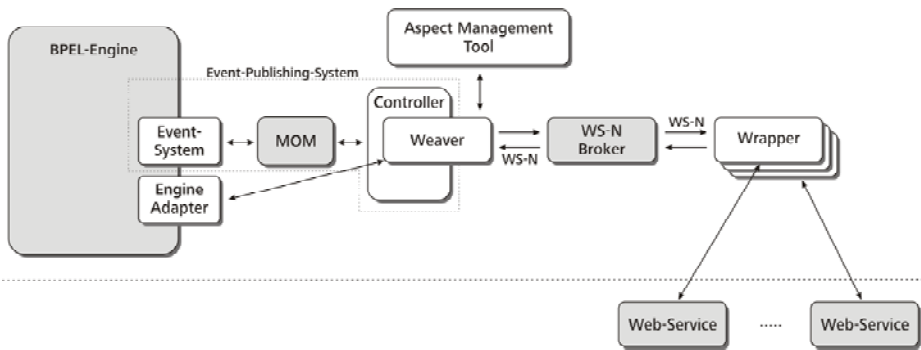 Aspect Management
Tool
BPEL-Engine
Event-Publishing-System
Controller
Event-
System
MOM
Weaver
WS-N
WS-N
Broker
WS-N
Wrapper
Engine
Adapter
Web-Service
.....
Web-Service